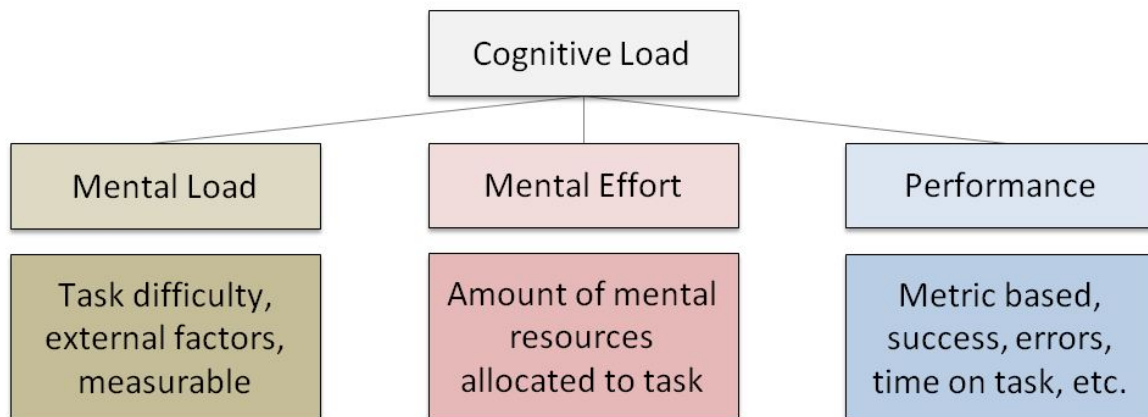 Cognitive Load
Mental Load
Mental Effort
Performance
Task difficulty,
external factors,
measurable
Amount of mental
resources
allocated to task
Metric based,
success, errors,
time on task, etc.